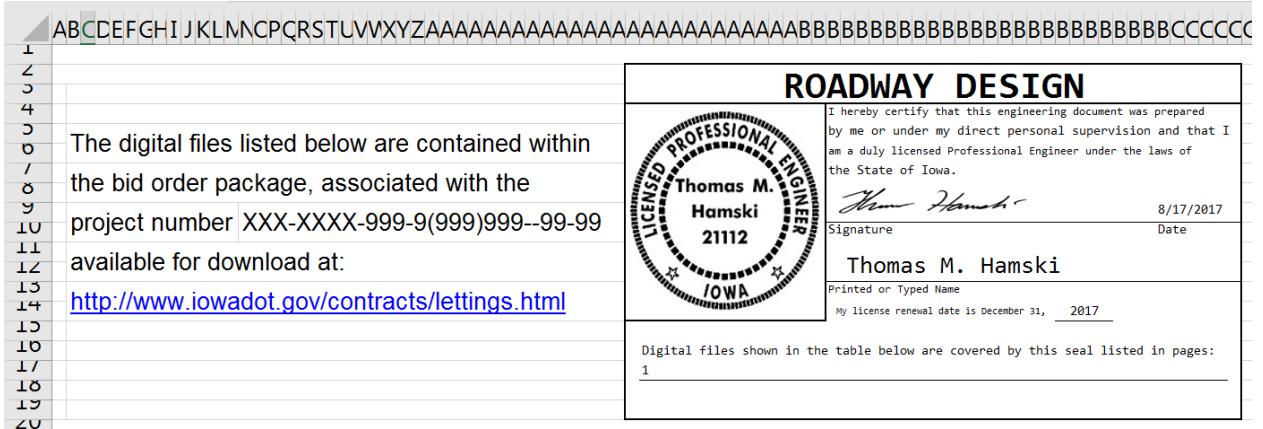 The digital files listed below are contained within
the bid order package, associated with the
project number XXX-XXXX-999-9(999)999--99-99
available for download at:
http://www.iowadot.gov/contracts/lettings.html
ROADWAY DESIGN
LICENSED PROFESSIONAL ENGINEER
Thomas M.
Hamski
21112
IOWA
I hereby certify that this engineering document was prepared
by me or under my direct personal supervision and that I
am a duly licensed Professional Engineer under the laws of
the State of Iowa.
8/17/2017
Signature Date
Thomas M. Hamski
Printed or Typed Name
My license renewal date is December 31, 2017
Digital files shown in the table below are covered by this seal listed in pages:
1